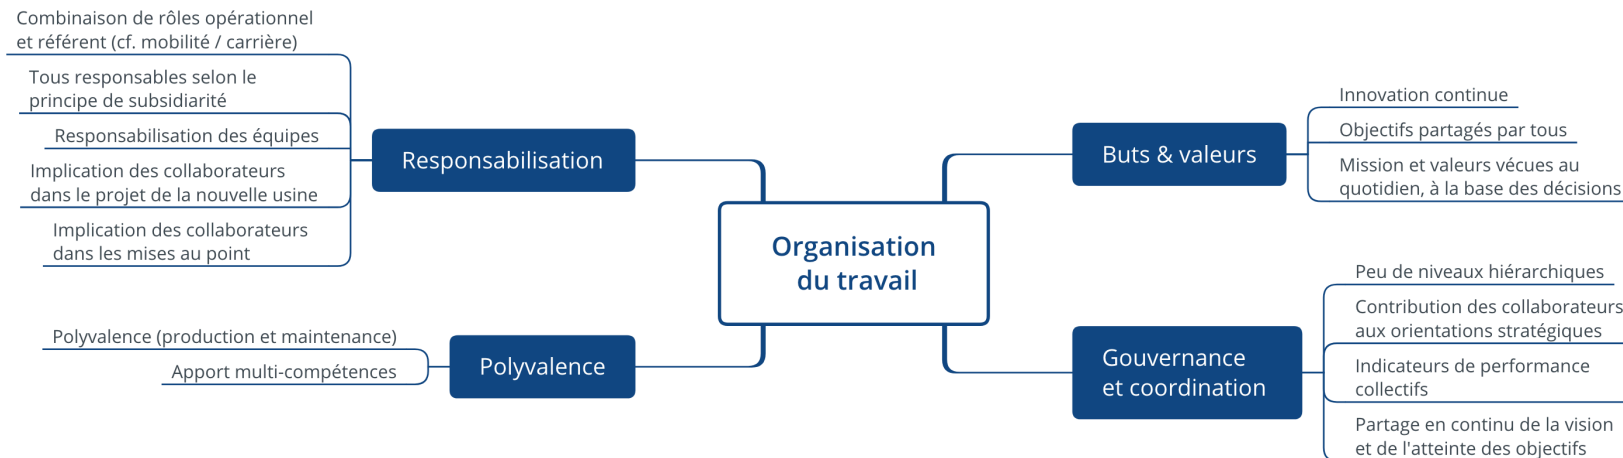 Combinaison de rôles opérationnel
et référent (cf. mobilité / carrière)
Tous responsables selon le
principe de subsidiarité
Responsabilisation des équipes
Implication des collaborateurs
dans le projet de la nouvelle usine
Implication des collaborateurs
dans les mises au point
Responsabilisation
Polyvalence (production et maintenance)
Apport multi-compétences
Polyvalence
Organisation
du travail
Buts & valeurs
Innovation continue
Objectifs partagés par tous
Mission et valeurs vécues au
quotidien, à la base des décisions
Gouvernance
et coordination
Peu de niveaux hiérarchiques
Contribution des collaborateurs
aux orientations stratégiques
Indicateurs de performance
collectifs
Partage en continu de la vision
et de l'atteinte des objectifs